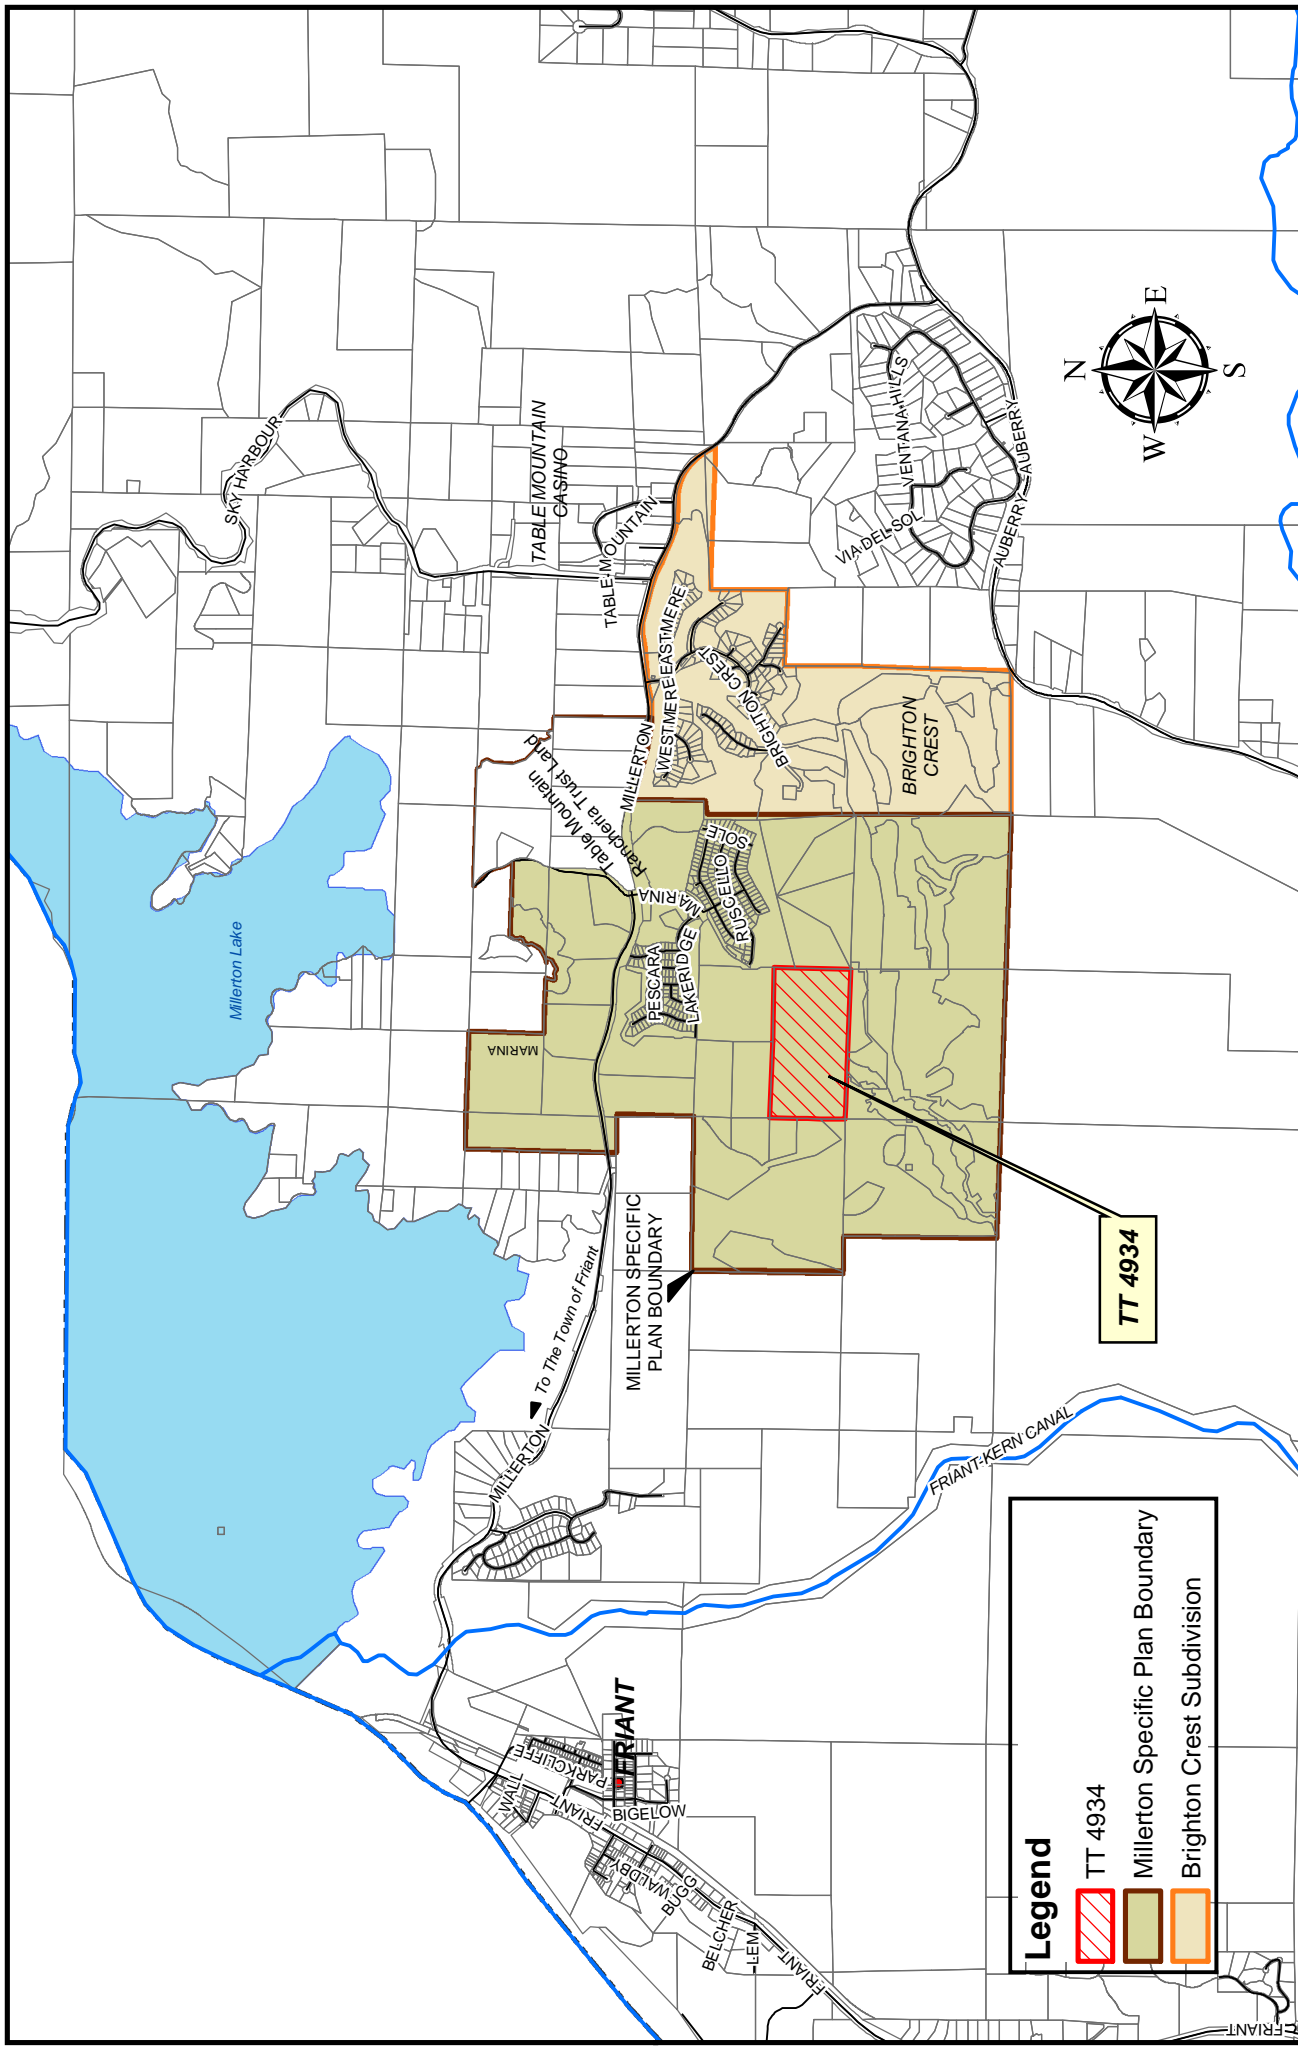 Millerton Lake
SKY HARBOUR
TABLE MOUNTAIN
CASINO
TABLE MOUNTAIN
MARINA
Table Mountain
Rancheria Trust Land
MILLERTON
WESTMERE
EASTMERE
BRIGHTON CREST
BRIGHTON
BRIGHTON
CREST
MARINA
SOLE
RUSCELLO
PESCARA
LAKERIDGE
VIA DEL SOL
VENTANA HILLS
AUBERRY
AUBERRY
N
E
S
W
To The Town of Friant
MILLERTON
MILLERTON SPECIFIC
PLAN BOUNDARY
TT 4934
FRIANT-KERN CANAL
FRIANT
PARKCLIFFE
WALL
FRIANT
BIGELOW
WALDBY
BUGG
BELCHER
LEM
FRIANT
FRIANT
Legend
TT 4934
Millerton Specific Plan Boundary
Brighton Crest Subdivision